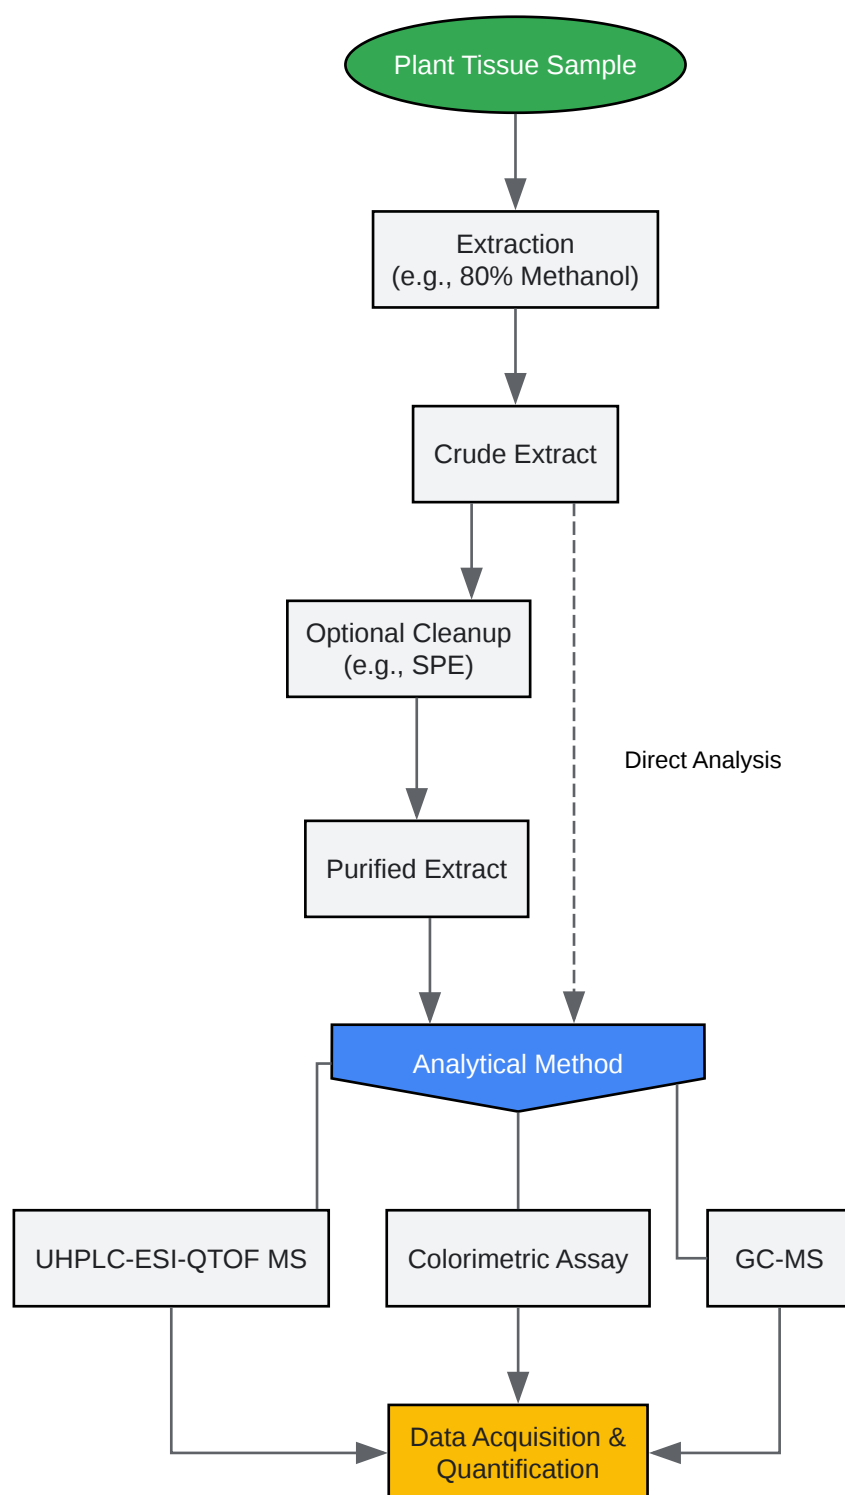 Plant Tissue Sample
Extraction
(e.g., 80% Methanol)
Crude Extract
Optional Cleanup
(e.g., SPE)
Direct Analysis
Purified Extract
Analytical Method
UHPLC-ESI-QTOF MS
Colorimetric Assay
GC-MS
Data Acquisition &
Quantification